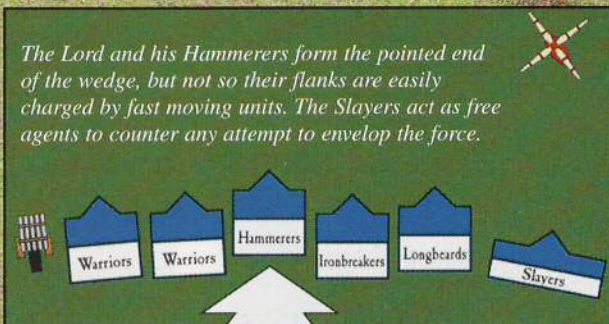 The Lord and his Hammerers form the pointed end
of the wedge, but not so their flanks are easily
charged by fast moving units. The Slayers act as free
agents to counter any attempt to envelop the force.
Warriors Warriors Hammerers Ironbreakers Longbeards Slayers